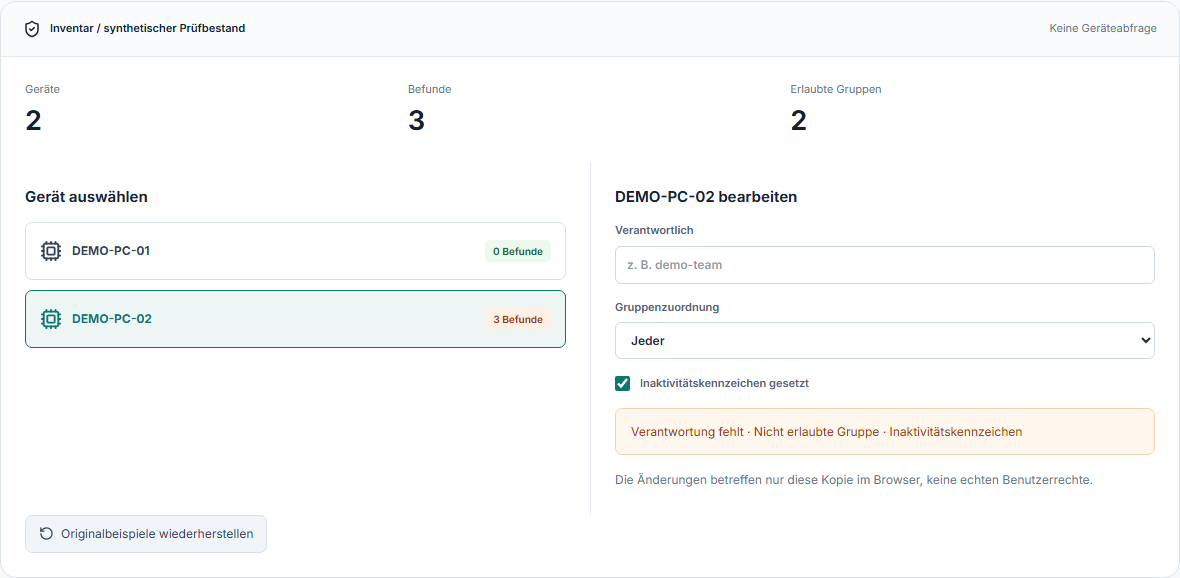 Inventar / synthetischer Prüfbestand
Keine Geräteabfrage
Geräte
2
Befunde
3
Erlaubte Gruppen
2
Gerät auswählen
DEMO-PC-01
0 Befunde
DEMO-PC-02
3 Befunde
Originalbeispiele wiederherstellen
DEMO-PC-02 bearbeiten
Verantwortlich
z. B. demo-team
Gruppenzuordnung
Jeder
Inaktivitätskennzeichen gesetzt
Verantwortung fehlt · Nicht erlaubte Gruppe · Inaktivitätskennzeichen
Die Änderungen betreffen nur diese Kopie im Browser, keine echten Benutzerrechte.